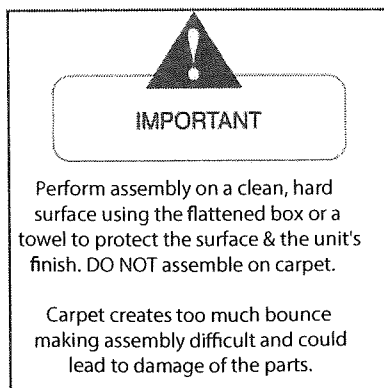 IMPORTANT
Perform assembly on a clean, hard
surface using the flattened box or a
towel to protect the surface & the unit's
finish. DO NOT assemble on carpet.
Carpet creates too much bounce
making assembly difficult and could
lead to damage of the parts.